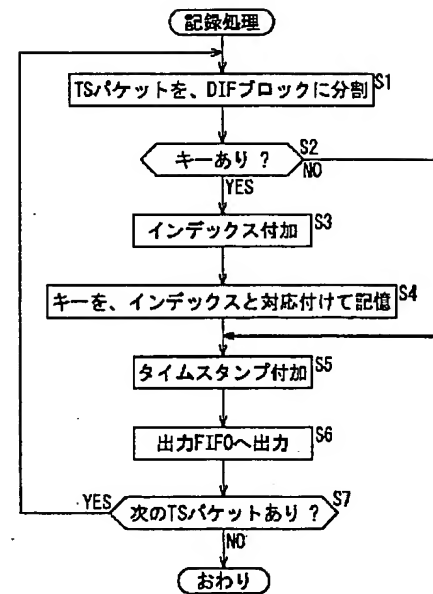 記録処理
TSパケットを、DIFブロックに分割 S1
キーあり ? S2
NO
YES
インデックス付加 S3
キーを、インデックスと対応付けて記憶 S4
タイムスタンプ付加 S5
出力FIFOへ出力 S6
YES 次のTSパケットあり ? S7
NO
おわり